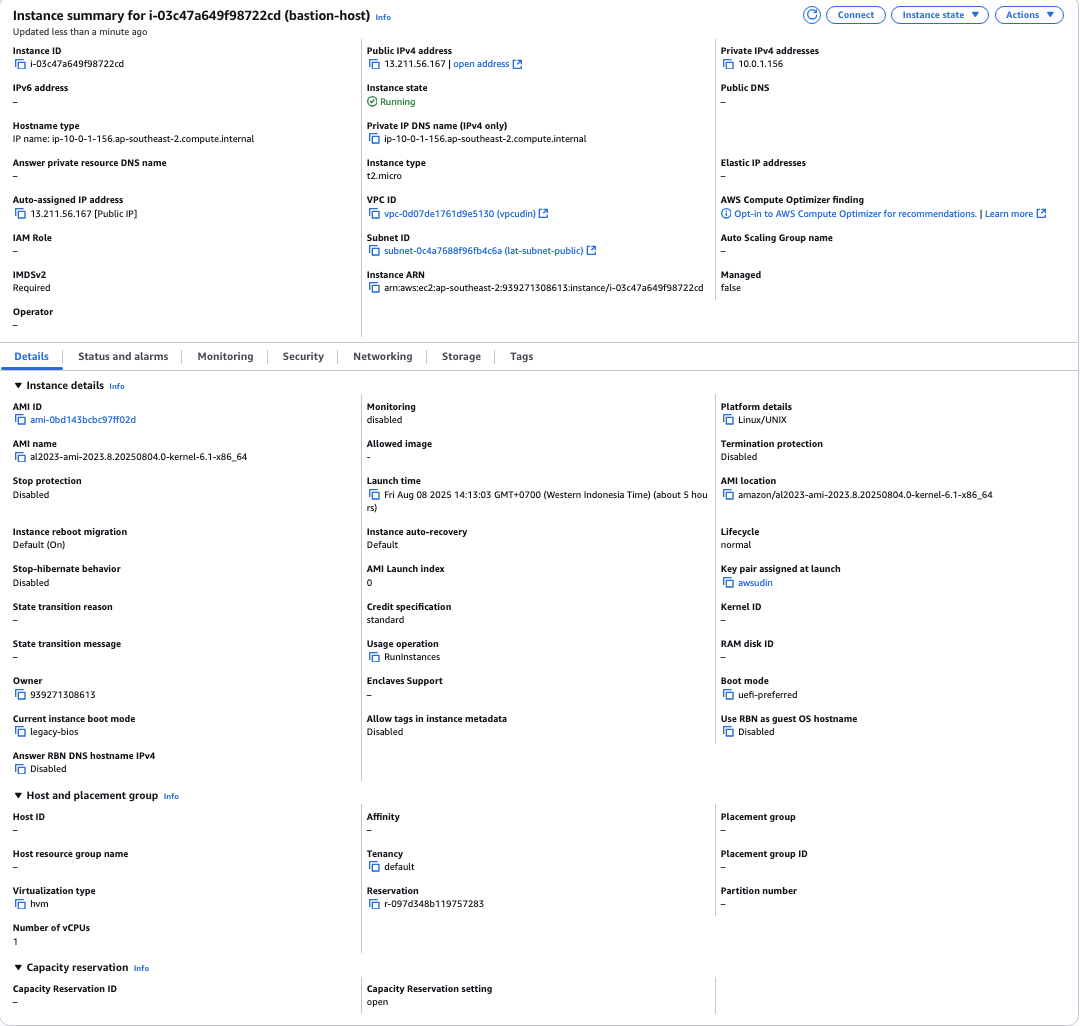 Instance summary for i-03c47a649f98722cd (bastion-host) Info
Connect
Instance state
Actions
Updated less than a minute ago
Instance ID
i-03c47a649f98722cd
Public IPv4 address
13.211.56.167 | open address
Private IPv4 addresses
10.0.1.156
IPv6 address
–
Instance state
Running
Public DNS
–
Hostname type
IP name: ip-10-0-1-156.ap-southeast-2.compute.internal
Private IP DNS name (IPv4 only)
ip-10-0-1-156.ap-southeast-2.compute.internal
Answer private resource DNS name
–
Instance type
t2.micro
Elastic IP addresses
–
Auto-assigned IP address
13.211.56.167 [Public IP]
VPC ID
vpc-0d07de1761d9e5130 (vpcudin)
AWS Compute Optimizer finding
Opt-in to AWS Compute Optimizer for recommendations. | Learn more
IAM Role
–
Subnet ID
subnet-0c4a7688f96fb4c6a (lat-subnet-public)
Auto Scaling Group name
–
IMDSv2
Required
Instance ARN
arn:aws:ec2:ap-southeast-2:939271308613:instance/i-03c47a649f98722cd
Managed
false
Operator
–
Details
Status and alarms
Monitoring
Security
Networking
Storage
Tags
Instance details Info
AMI ID
ami-0bd143bcbc97ff02d
Monitoring
disabled
Platform details
Linux/UNIX
AMI name
al2023-ami-2023.8.20250804.0-kernel-6.1-x86_64
Allowed image
-
Termination protection
Disabled
Stop protection
Disabled
Launch time
Fri Aug 08 2025 14:13:03 GMT+0700 (Western Indonesia Time) (about 5 hou
rs)
AMI location
amazon/al2023-ami-2023.8.20250804.0-kernel-6.1-x86_64
Instance reboot migration
Default (On)
Instance auto-recovery
Default
Lifecycle
normal
Stop-hibernate behavior
Disabled
AMI Launch index
0
Key pair assigned at launch
awsudin
State transition reason
–
Credit specification
standard
Kernel ID
–
State transition message
–
Usage operation
RunInstances
RAM disk ID
–
Owner
939271308613
Enclaves Support
–
Boot mode
uefi-preferred
Current instance boot mode
legacy-bios
Allow tags in instance metadata
Disabled
Use RBN as guest OS hostname
Disabled
Answer RBN DNS hostname IPv4
Disabled
Host and placement group Info
Host ID
–
Affinity
–
Placement group
–
Host resource group name
–
Tenancy
default
Placement group ID
–
Virtualization type
hvm
Reservation
r-097d348b119757283
Partition number
–
Number of vCPUs
1
Capacity reservation Info
Capacity Reservation ID
–
Capacity Reservation setting
open